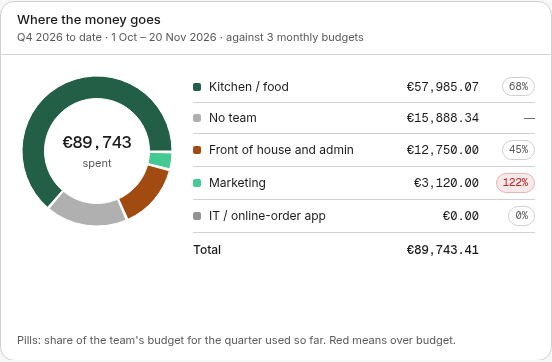 Where the money goes
Q4 2026 to date · 1 Oct – 20 Nov 2026 · against 3 monthly budgets
€89,743
spent
Kitchen / food €57,985.07 68%
No team €15,888.34 —
Front of house and admin €12,750.00 45%
Marketing €3,120.00 122%
IT / online-order app €0.00 0%
Total €89,743.41
Pills: share of the team's budget for the quarter used so far. Red means over budget.